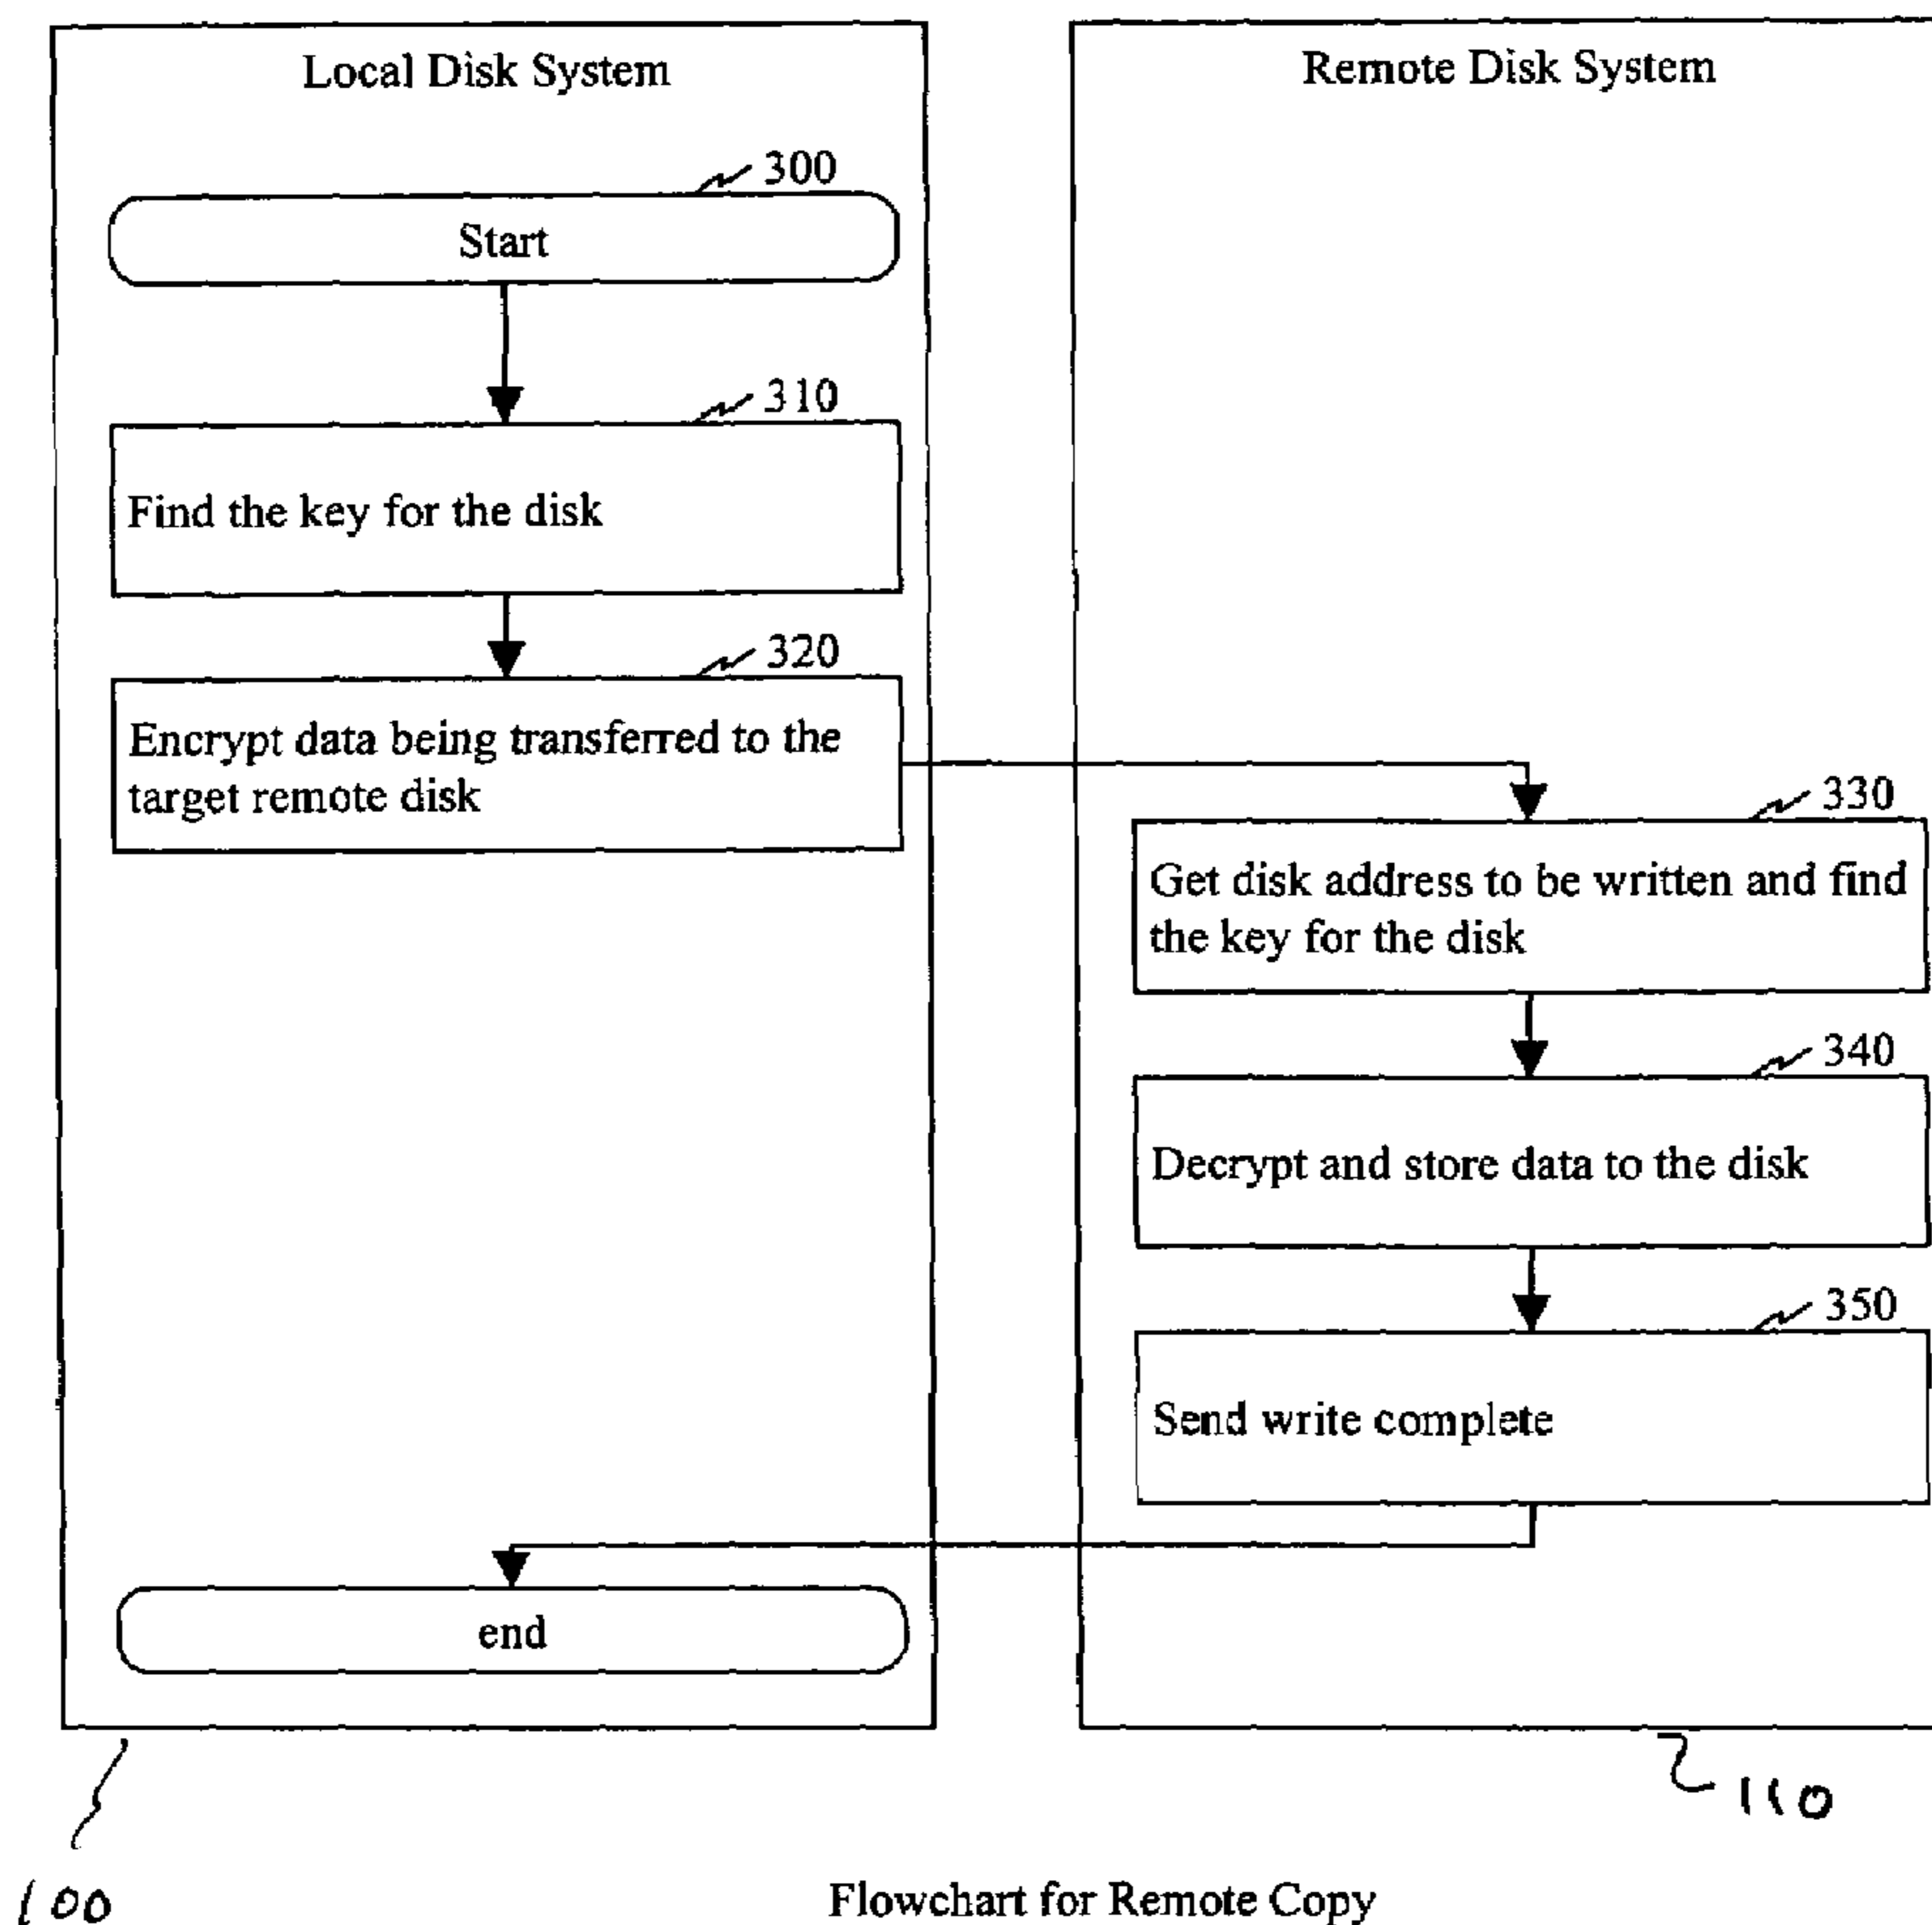 Local Disk System
Remote Disk System
300
Start
310
Find the key for the disk
320
Encrypt data being transferred to the
target remote disk
330
Get disk address to be written and find
the key for the disk
340
Decrypt and store data to the disk
350
Send write complete
end
100
110
Flowchart for Remote Copy